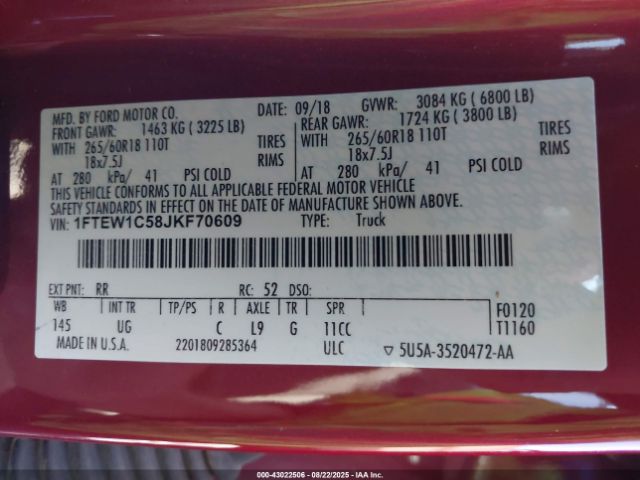 MFD. BY FORD MOTOR CO. DATE: 09/18 GVWR: 3084 KG ( 6800 LB)
FRONT GAWR: 1463 KG ( 3225 LB) REAR GAWR: 1724 KG ( 3800 LB)
WITH 265/60R18 110T TIRES WITH 265/60R18 110T TIRES
18x7.5J RIMS 18x7.5J RIMS
AT 280 kPa/ 41 PSI COLD AT 280 kPa/ 41 PSI COLD
THIS VEHICLE CONFORMS TO ALL APPLICABLE FEDERAL MOTOR VEHICLE
SAFETY STANDARDS IN EFFECT ON THE DATE OF MANUFACTURE SHOWN ABOVE.
VIN: 1FTEW1C58JKF70609 TYPE: Truck
EXT PNT: RR RC: 52 DSO:
WB INT TR TP/PS R AXLE TR SPR F0120
145 UG C L9 G 11CC T1160
MADE IN U.S.A. 2201809285364 ULC ▽ 5U5A-3520472-AA
000-43022506 - 08/22/2025 - IAAI.COM